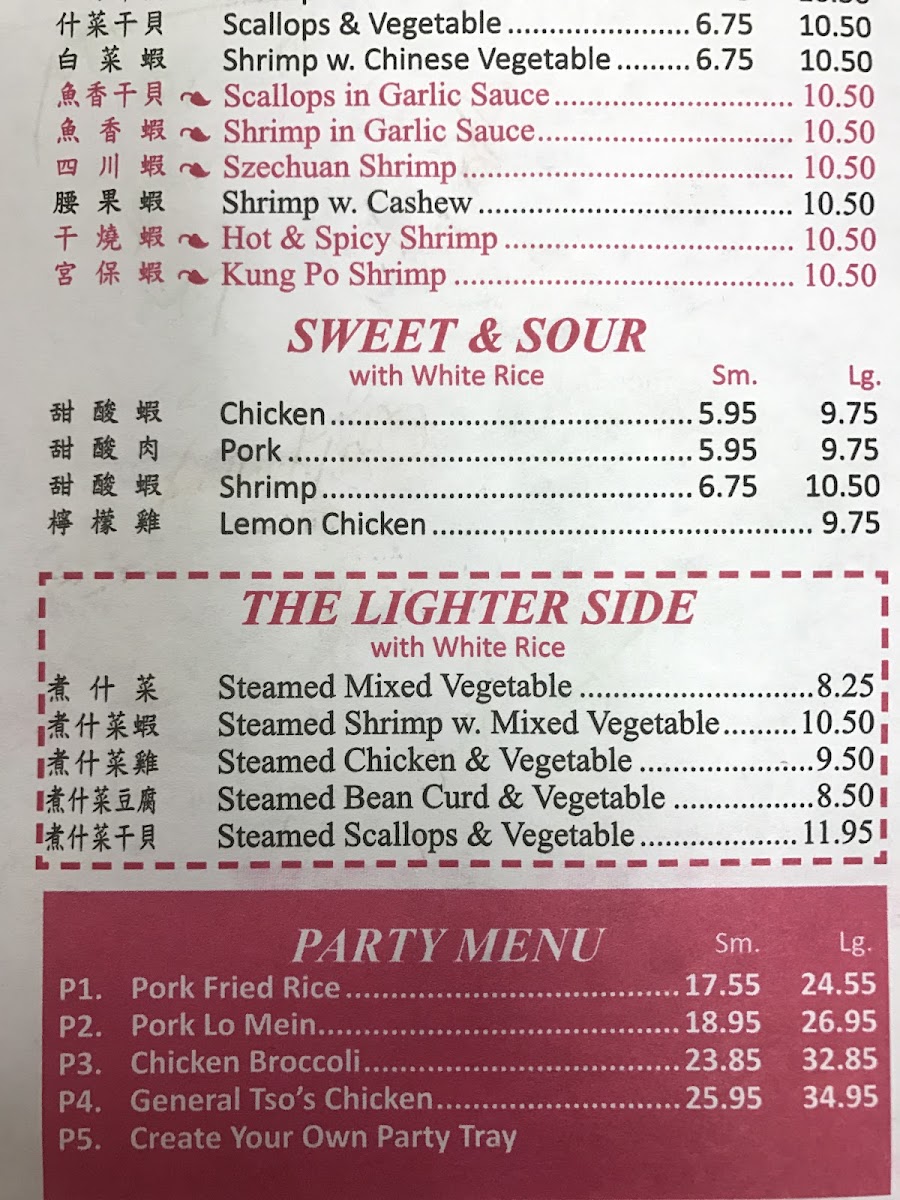 什菜干貝 Scallops & Vegetable ...................... 6.75 10.50
白菜蝦 Shrimp w. Chinese Vegetable ......... 6.75 10.50
魚香干貝 Scallops in Garlic Sauce ............................. 10.50
魚香蝦 Shrimp in Garlic Sauce ............................... 10.50
四川蝦 Szechuan Shrimp ........................................ 10.50
腰果蝦 Shrimp w. Cashew ...................................... 10.50
干燒蝦 Hot & Spicy Shrimp ................................... 10.50
宮保蝦 Kung Po Shrimp ......................................... 10.50
SWEET & SOUR
with White Rice Sm. Lg.
甜酸蝦 Chicken ........................................... 5.95 9.75
甜酸肉 Pork ................................................ 5.95 9.75
甜酸蝦 Shrimp ............................................ 6.75 10.50
檸檬雞 Lemon Chicken ............................................. 9.75
THE LIGHTER SIDE
with White Rice
煮什菜 Steamed Mixed Vegetable ............................ 8.25
煮什菜蝦 Steamed Shrimp w. Mixed Vegetable ......... 10.50
煮什菜雞 Steamed Chicken & Vegetable ..................... 9.50
煮什菜豆腐 Steamed Bean Curd & Vegetable ................. 8.50
煮什菜干貝 Steamed Scallops & Vegetable ................... 11.95
PARTY MENU Sm. Lg.
P1. Pork Fried Rice ........................................ 17.55 24.55
P2. Pork Lo Mein ........................................... 18.95 26.95
P3. Chicken Broccoli ...................................... 23.85 32.85
P4. General Tso's Chicken ............................. 25.95 34.95
P5. Create Your Own Party Tray